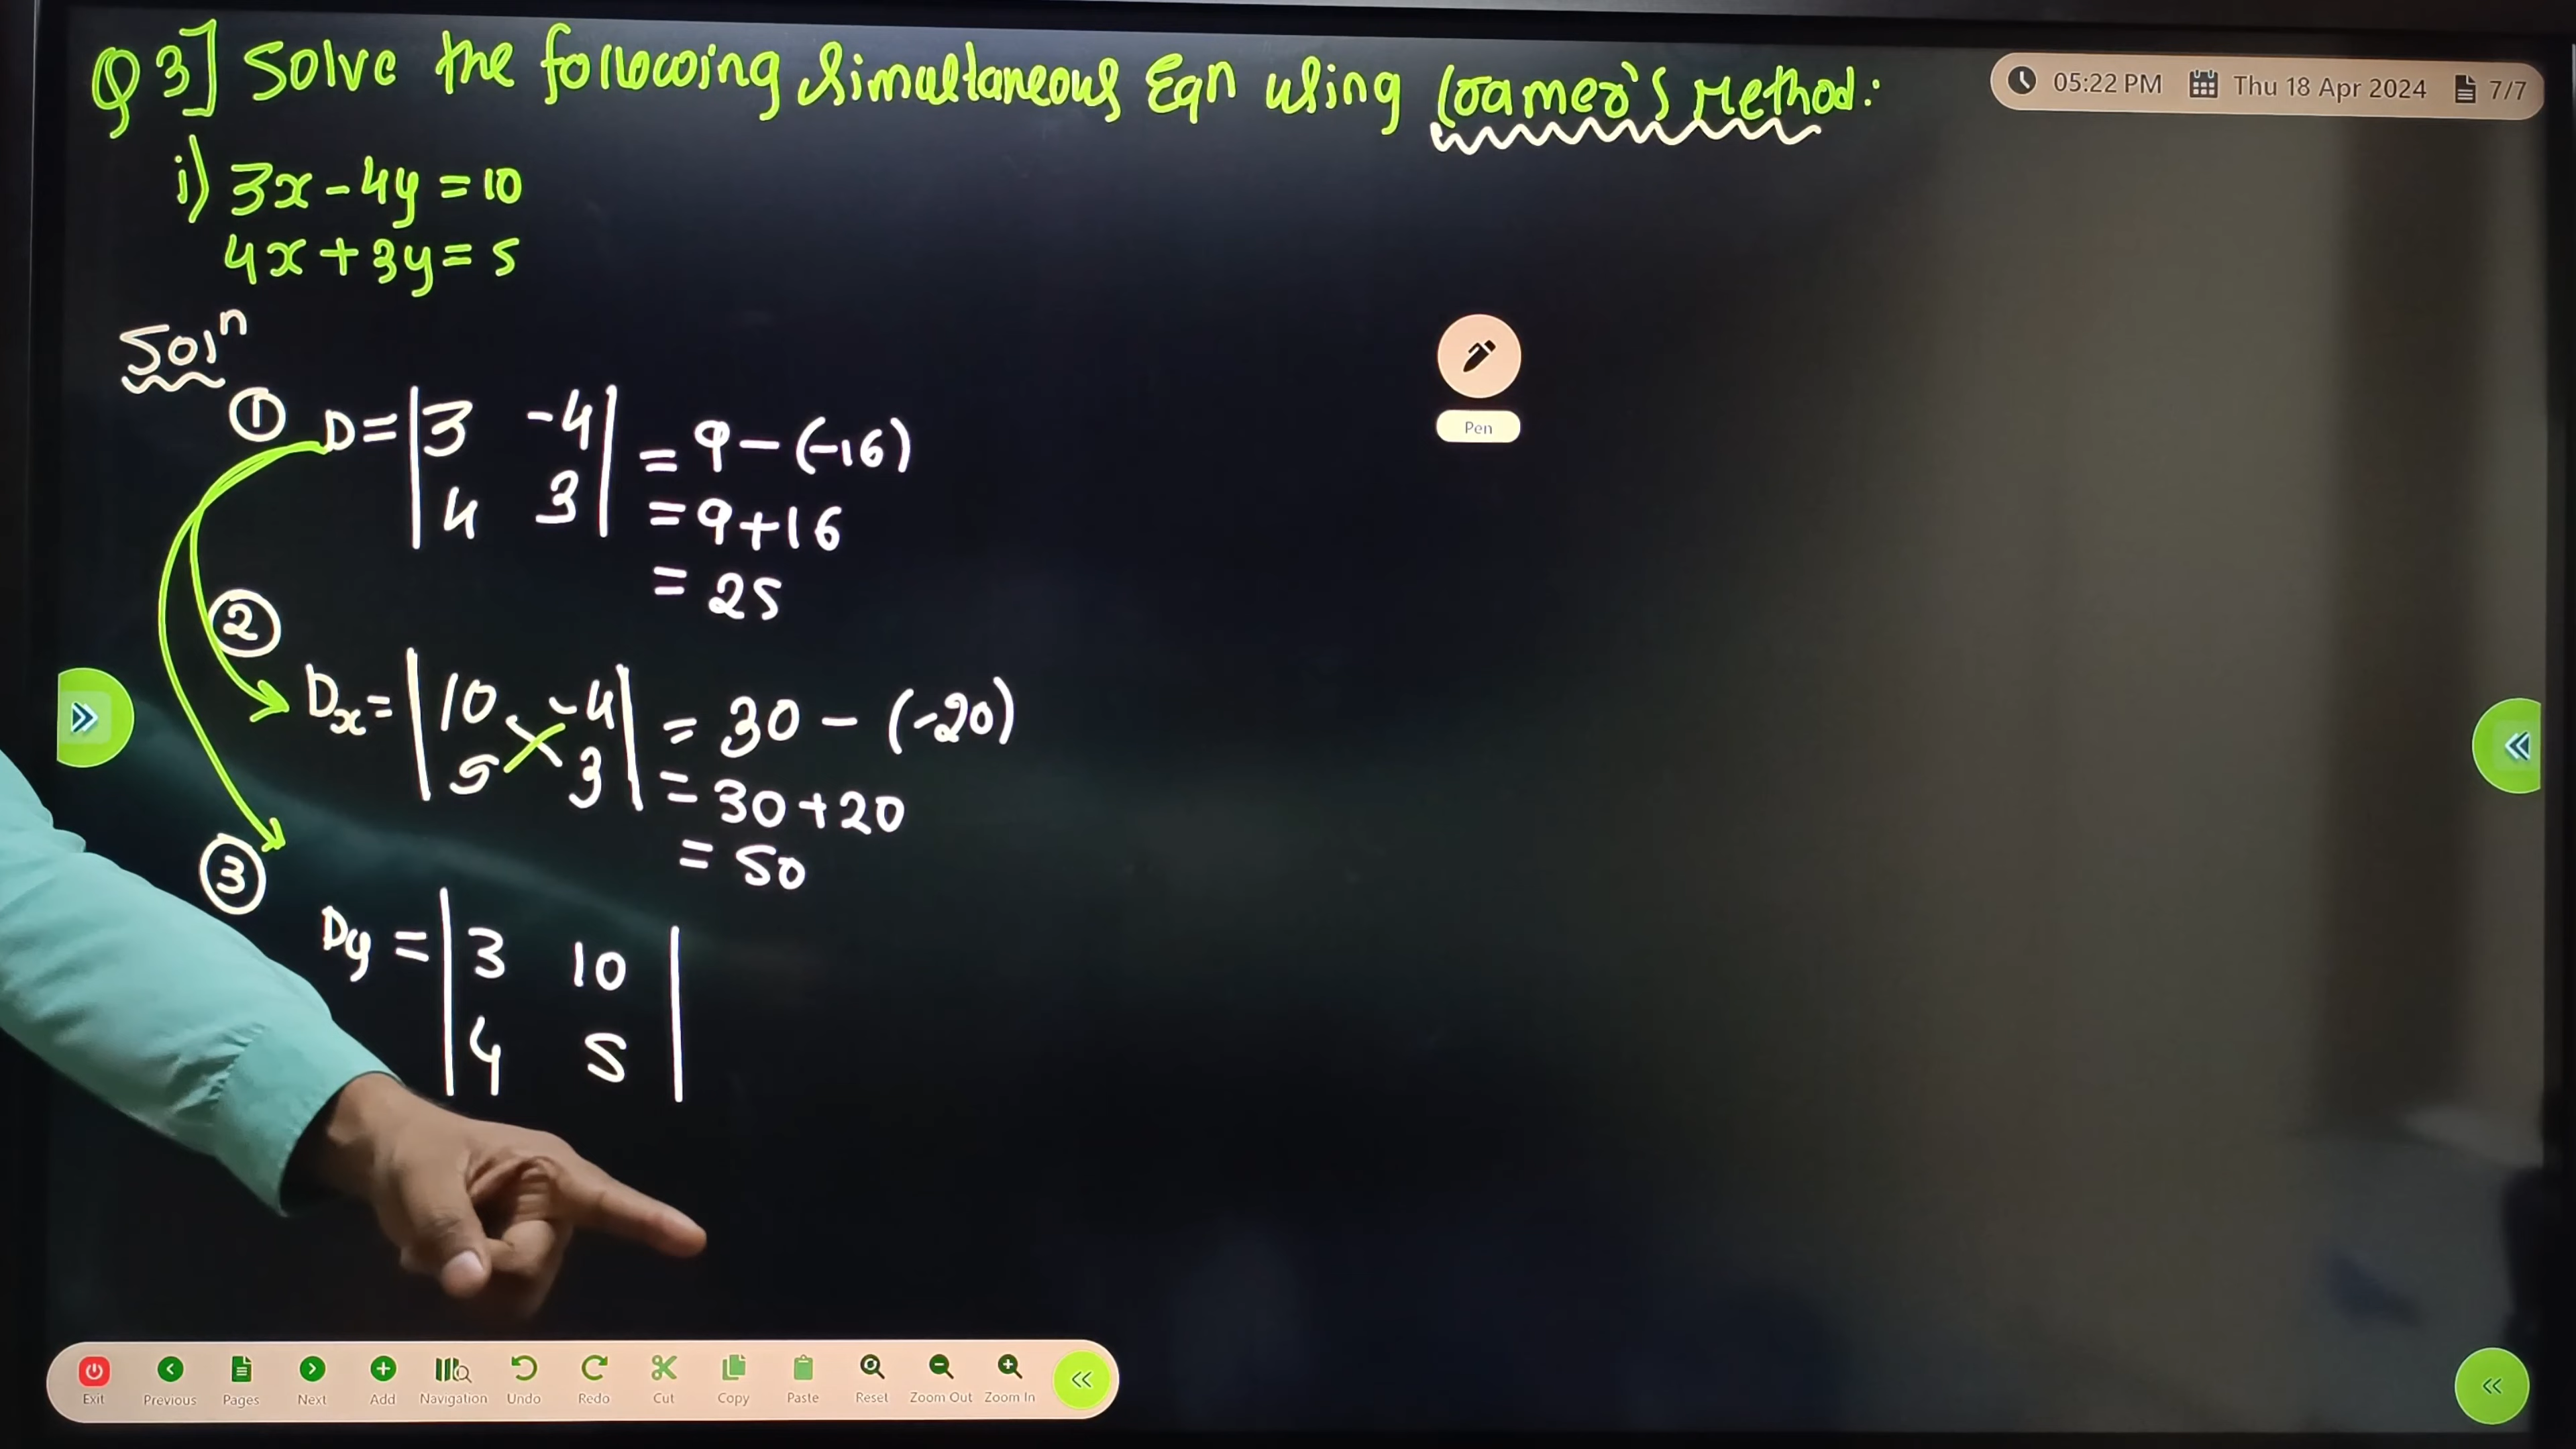 Q3] Solve the following simultaneous Eqn using Cramer's Method:
05:22 PM Thu 18 Apr 2024 7/7
i) 3x - 4y = 10
4x + 3y = 5
Solⁿ
Pen
① D = | 3 -4 | = 9 - (-16)
| 4 3 | = 9 + 16
= 25
②
Dx = | 10 -4 | = 30 - (-20)
| 5 3 | = 30 + 20
= 50
③
Dy = | 3 10 |
| 4 5 |
Exit Previous Pages Next Add Navigation Undo Redo Cut Copy Paste Reset Zoom Out Zoom In